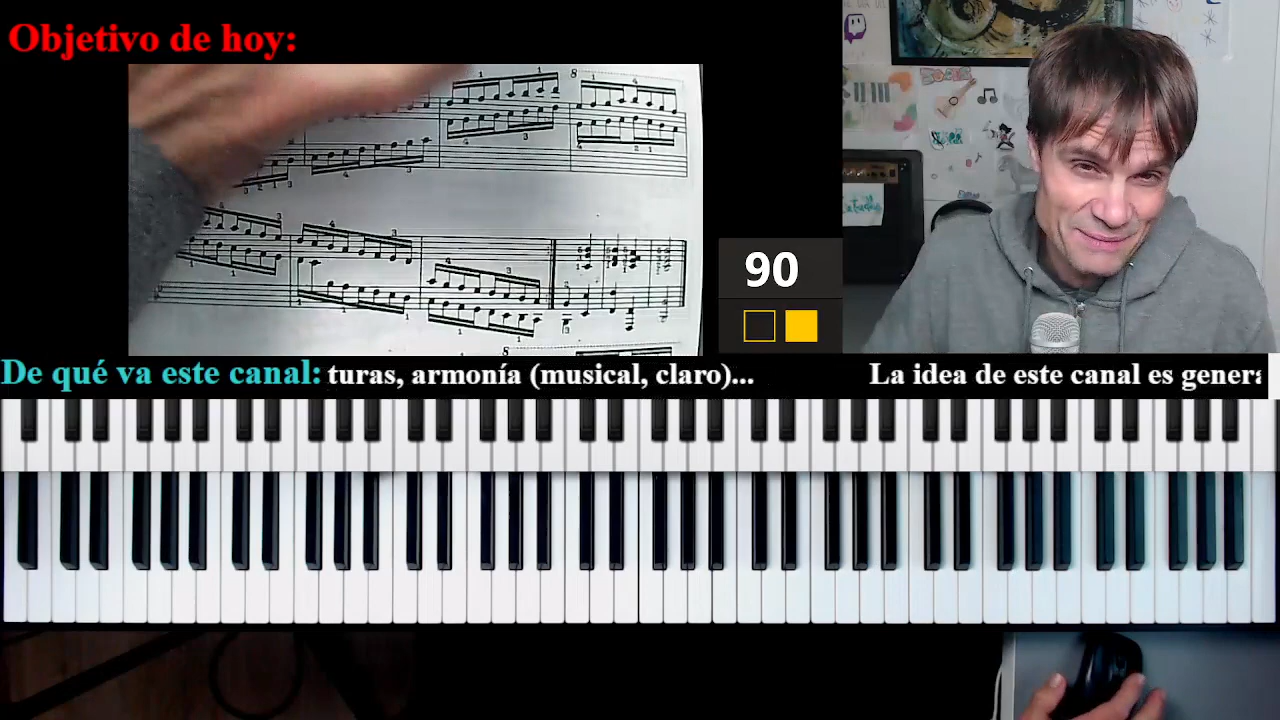 Objetivo de hoy:
90
De qué va este canal: turas, armonía (musical, claro)... La idea de este canal es genera